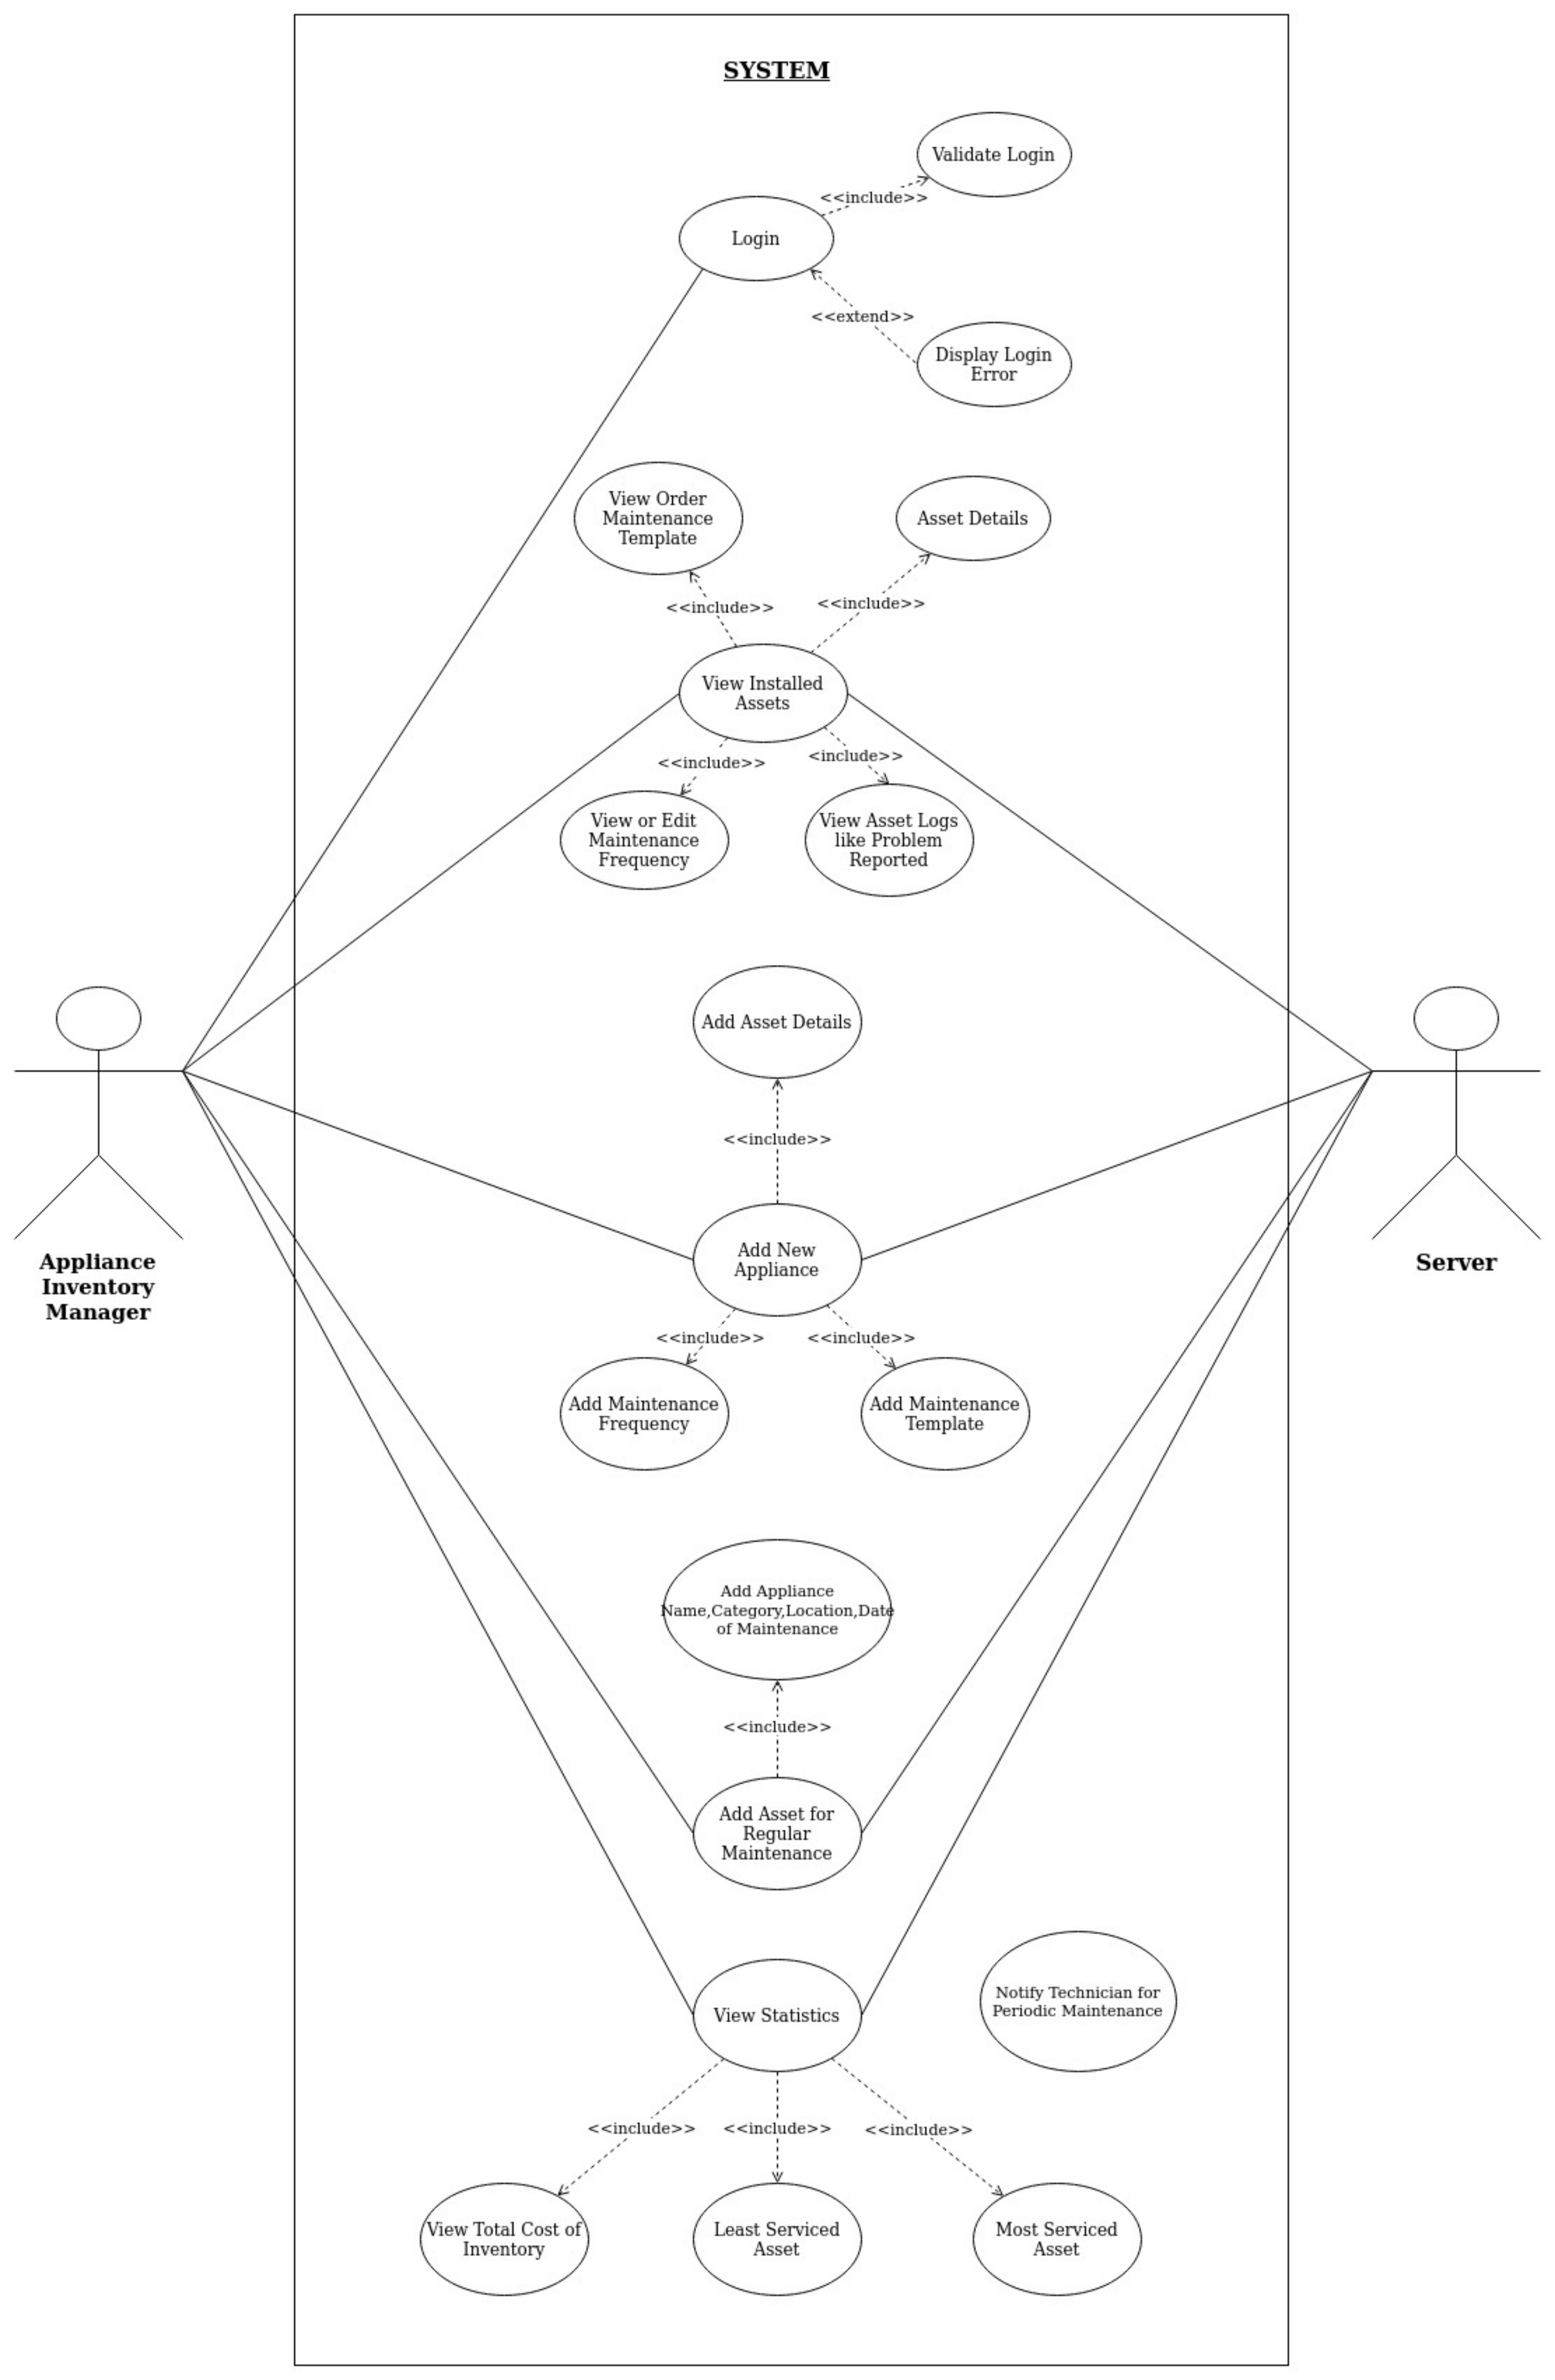 SYSTEM
Validate Login
<<include>>
Login
<<extend>>
Display Login
Error
View Order
Maintenance
Template
Asset Details
<<include>>
<<include>>
View Installed
Assets
<<include>>
<include>>
View or Edit
Maintenance
Frequency
View Asset Logs
like Problem
Reported
Add Asset Details
<<include>>
Add New
Appliance
Appliance
Inventory
Manager
Server
<<include>>
<<include>>
Add Maintenance
Frequency
Add Maintenance
Template
Add Appliance
Name,Category,Location,Date
of Maintenance
<<include>>
Add Asset for
Regular
Maintenance
View Statistics
Notify Technician for
Periodic Maintenance
<<include>>
<<include>>
<<include>>
View Total Cost of
Inventory
Least Serviced
Asset
Most Serviced
Asset